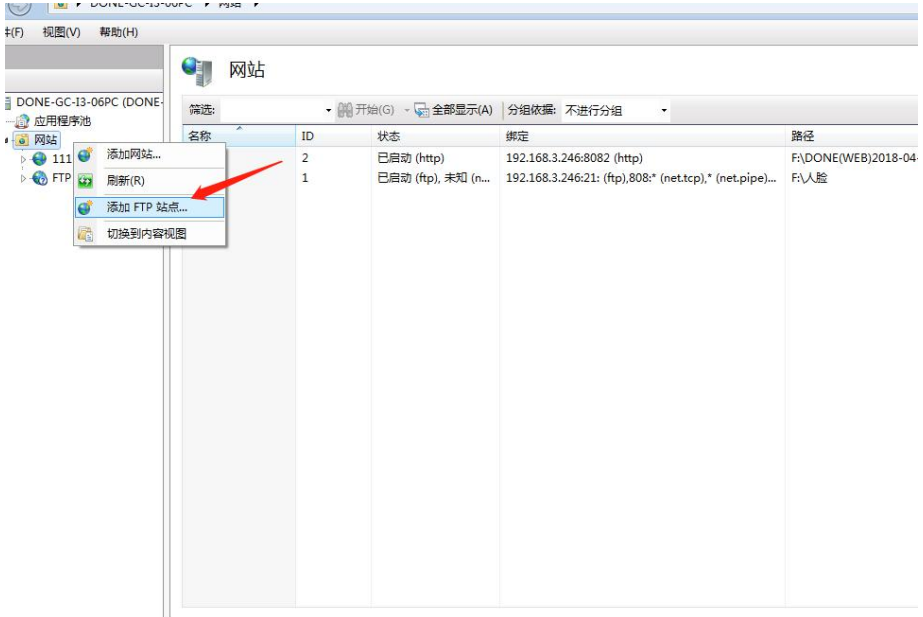 DONE-GC-I3-06PC ▸ 网站 ▸
件(F) 视图(V) 帮助(H)
网站
DONE-GC-I3-06PC (DONE-
应用程序池
网站
111
FTP
筛选: 开始(G) 全部显示(A) 分组依据: 不进行分组
名称 ID 状态 绑定 路径
2 已启动 (http) 192.168.3.246:8082 (http) F:\DONE(WEB)2018-04-
1 已启动 (ftp), 未知 (n... 192.168.3.246:21: (ftp),808:* (net.tcp),* (net.pipe)... F:\人脸
添加网站...
刷新(R)
添加 FTP 站点...
切换到内容视图